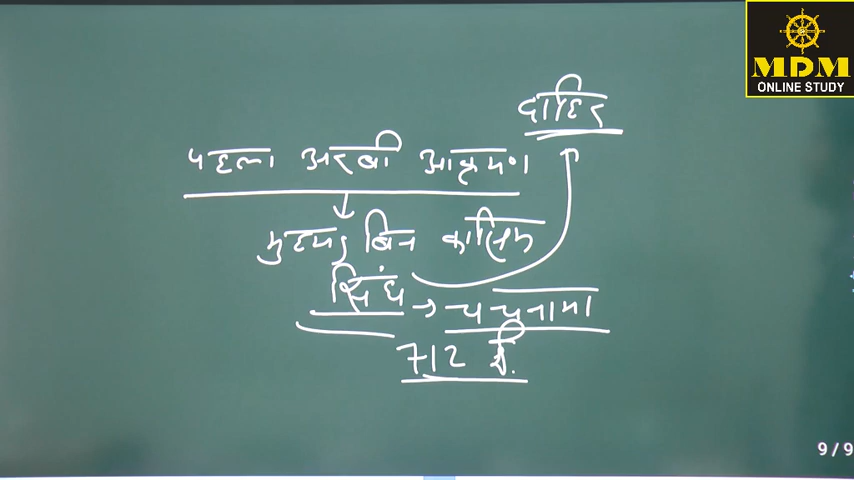 MDM
ONLINE STUDY
दाहिर
पहला अरबी आक्रमण
मुहम्मद बिन कासिम
सिंध → चचनामा
712 ई.
9/9